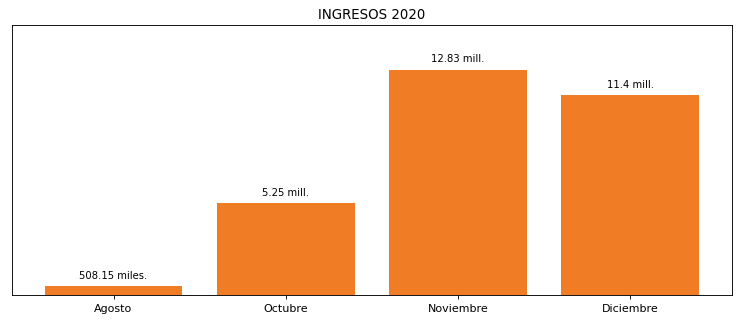 INGRESOS 2020
12.83 mill.
11.4 mill.
5.25 mill.
508.15 miles.
Agosto
Octubre
Noviembre
Diciembre